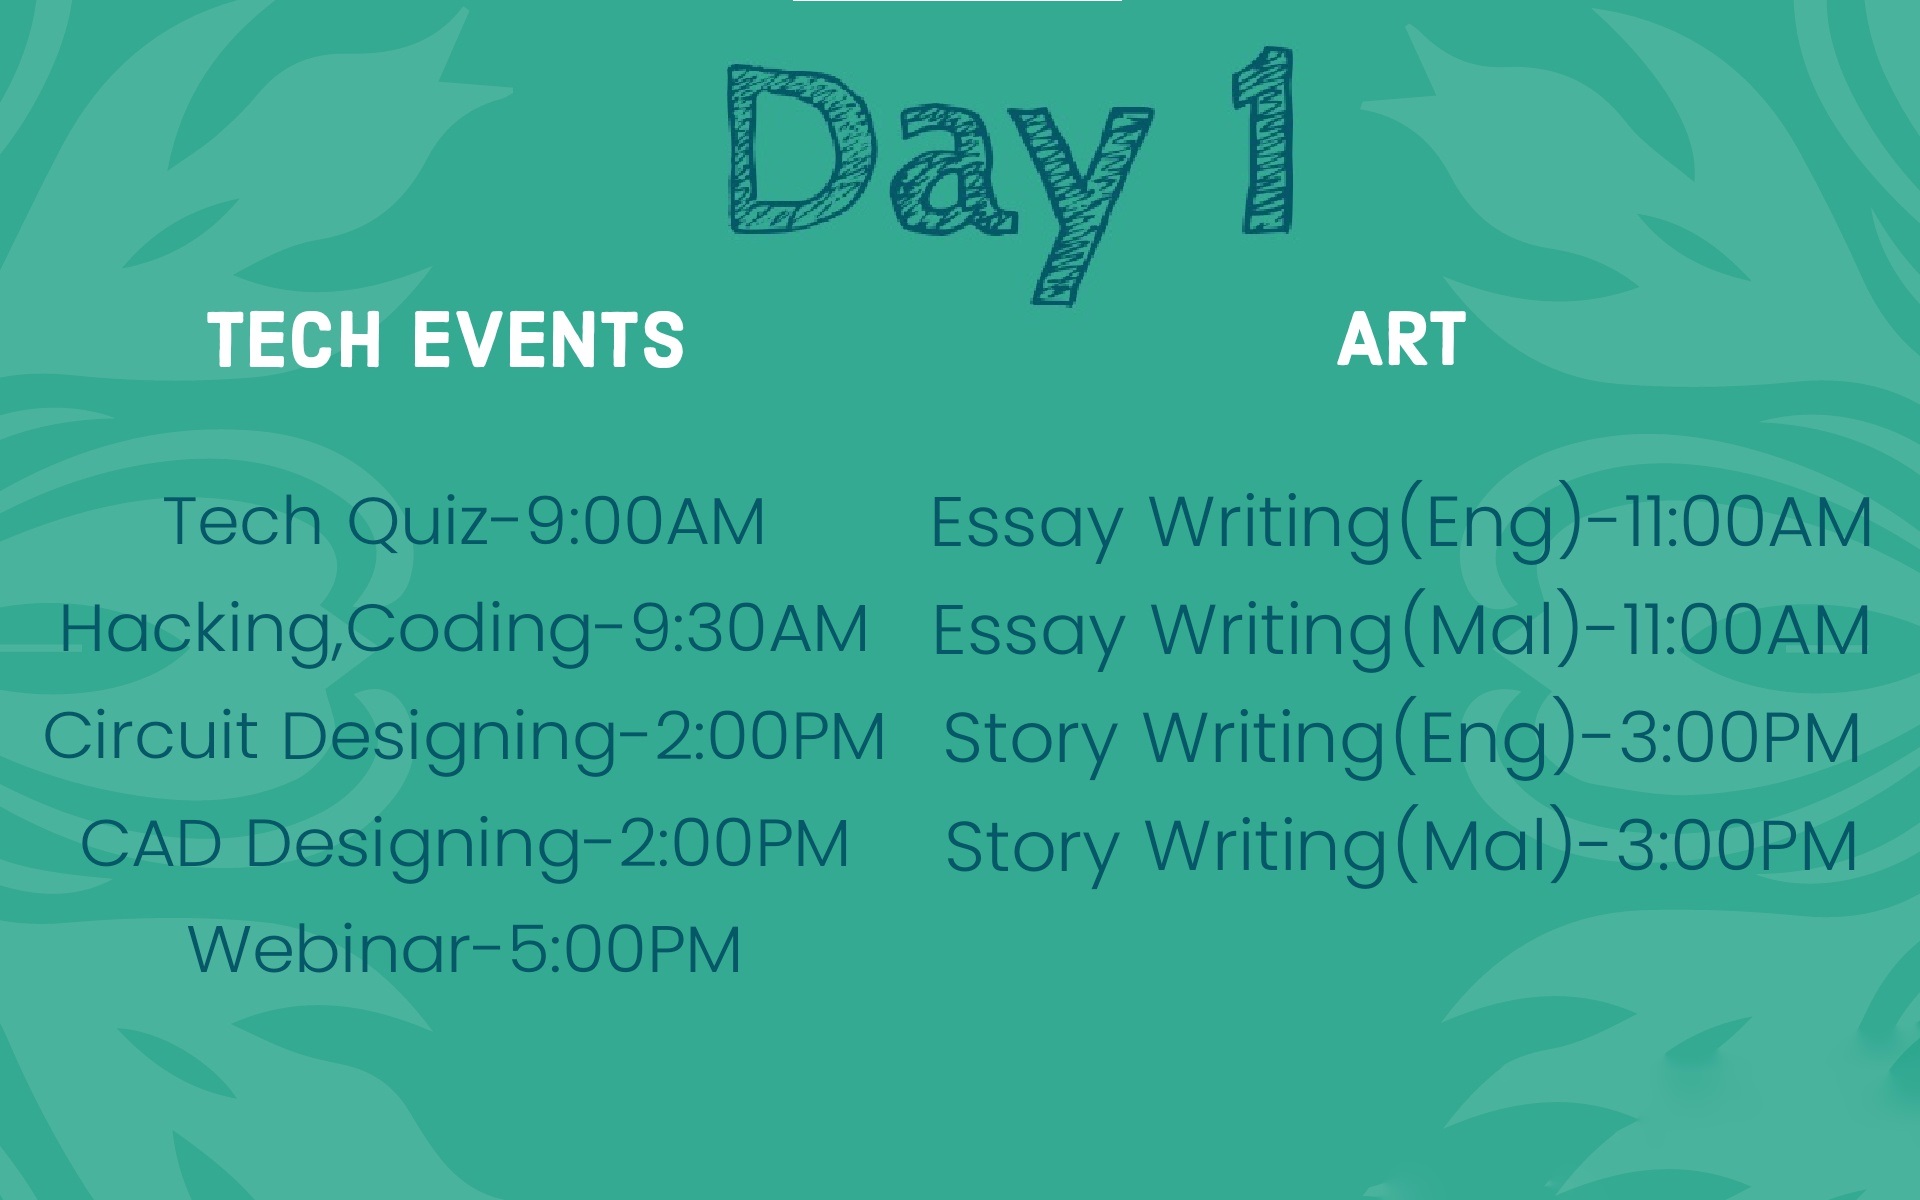 Day 1
TECH EVENTS
Tech Quiz-9:00AM
Hacking,Coding-9:30AM
Circuit Designing-2:00PM
CAD Designing-2:00PM
Webinar-5:00PM
ART
Essay Writing(Eng)-11:00AM
Essay Writing(Mal)-11:00AM
Story Writing(Eng)-3:00PM
Story Writing(Mal)-3:00PM